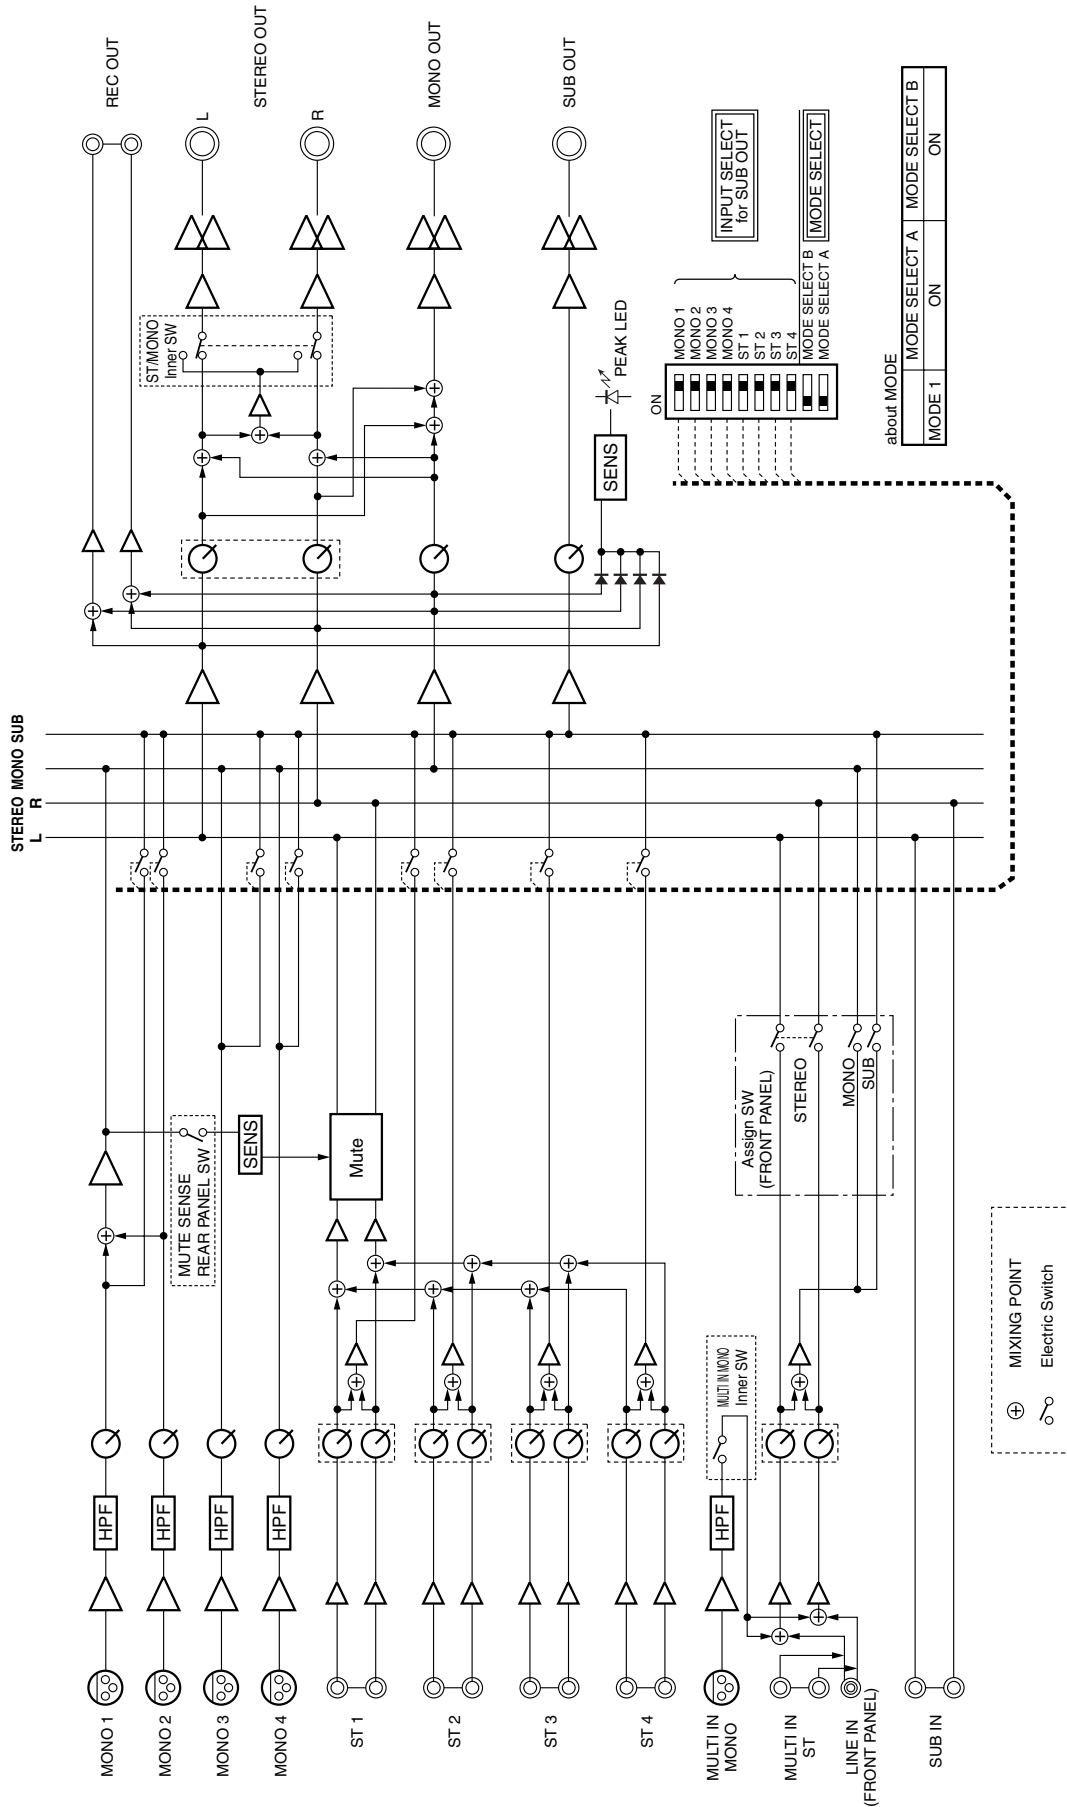 REC OUT
STEREO OUT
L
R
MONO OUT
SUB OUT
ST/MONO
Inner SW
PEAK LED
SENS
ON
MONO 1
MONO 2
MONO 3
MONO 4
ST 1
ST 2
ST 3
ST 4
MODE SELECT B
MODE SELECT A
INPUT SELECT
for SUB OUT
MODE SELECT
about MODE
MODE SELECT A
MODE SELECT B
MODE 1
ON
ON
STEREO MONO SUB
L R
MUTE SENSE
REAR PANEL SW
SENS
Mute
Assign SW
(FRONT PANEL)
STEREO
MONO
SUB
MULTI IN MONO
Inner SW
HPF
HPF
HPF
HPF
HPF
MONO 1
MONO 2
MONO 3
MONO 4
ST 1
ST 2
ST 3
ST 4
MULTI IN
MONO
MULTI IN
ST
LINE IN
(FRONT PANEL)
SUB IN
MIXING POINT
Electric Switch